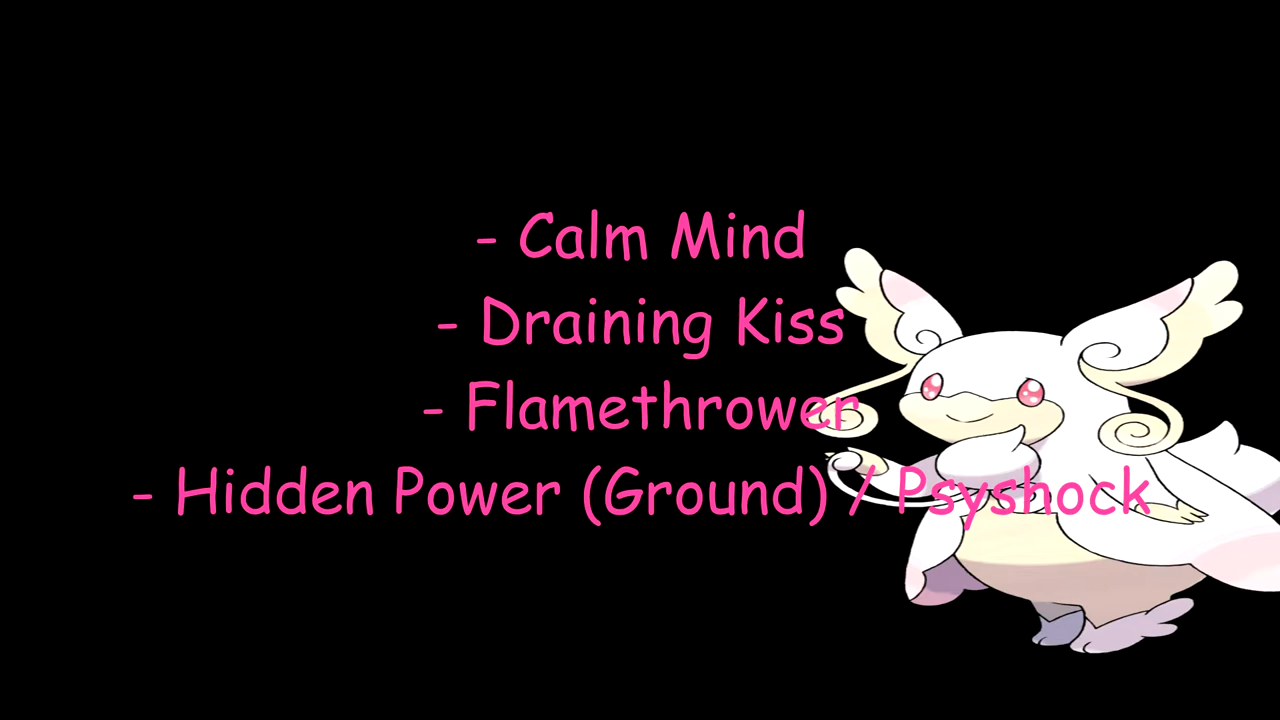 - Calm Mind
- Draining Kiss
- Flamethrower
- Hidden Power (Ground) / Psyshock